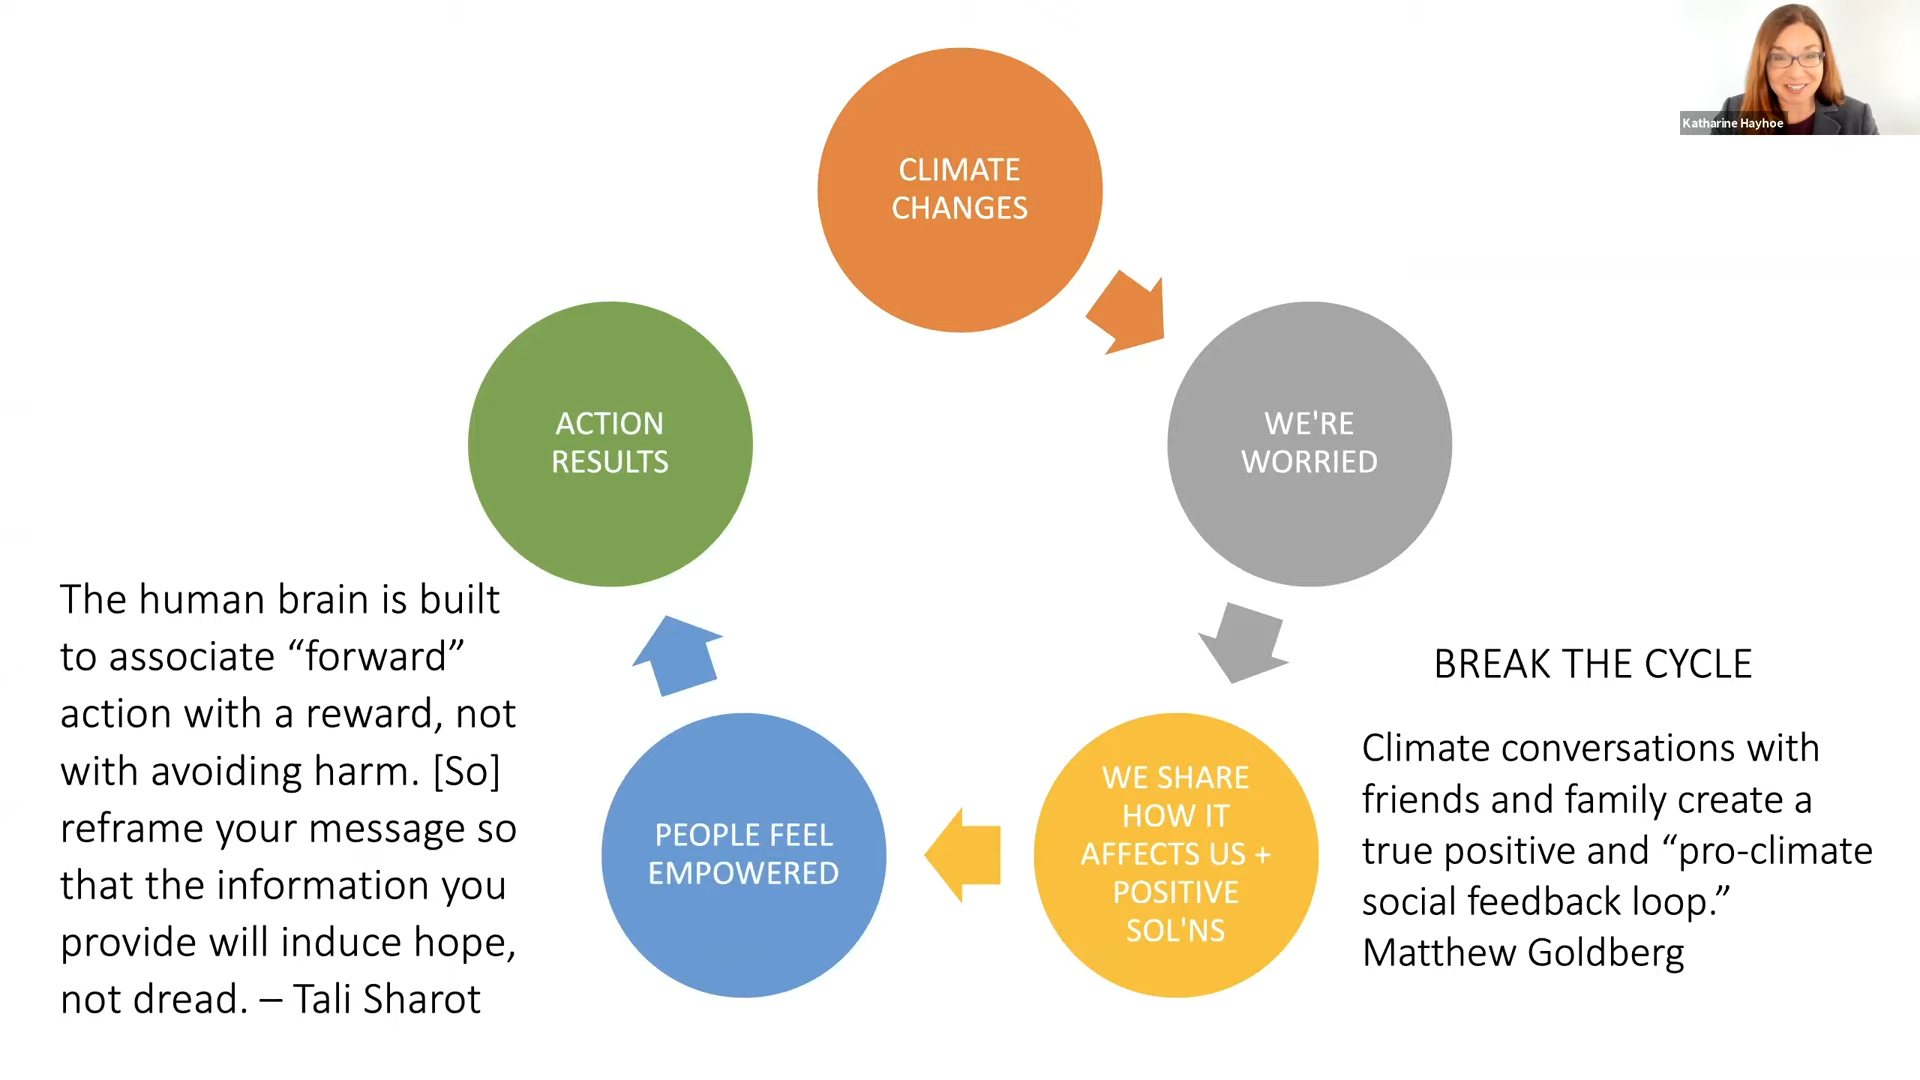 Katharine Hayhoe
CLIMATE
CHANGES
WE'RE
WORRIED
WE SHARE
HOW IT
AFFECTS US +
POSITIVE
SOL'NS
PEOPLE FEEL
EMPOWERED
ACTION
RESULTS
The human brain is built
to associate “forward”
action with a reward, not
with avoiding harm. [So]
reframe your message so
that the information you
provide will induce hope,
not dread. – Tali Sharot
BREAK THE CYCLE
Climate conversations with
friends and family create a
true positive and “pro-climate
social feedback loop.”
Matthew Goldberg